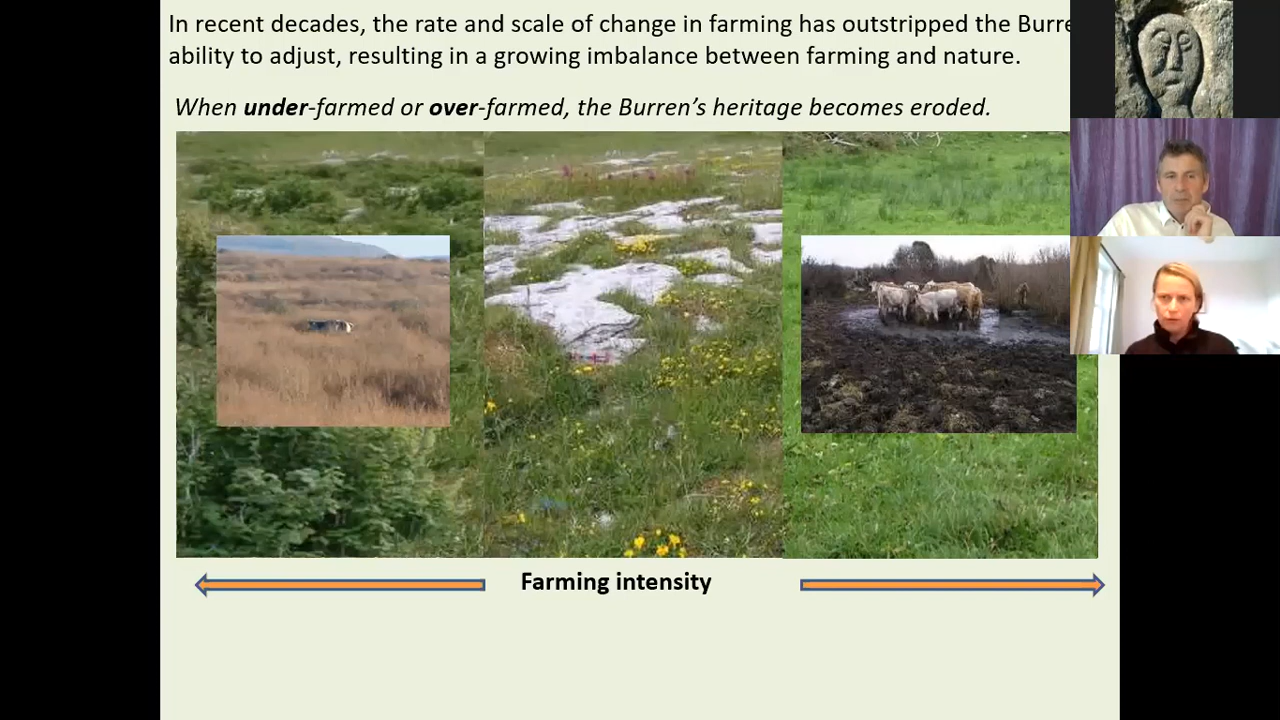 In recent decades, the rate and scale of change in farming has outstripped the Burre
ability to adjust, resulting in a growing imbalance between farming and nature.
When under-farmed or over-farmed, the Burren's heritage becomes eroded.
Farming intensity